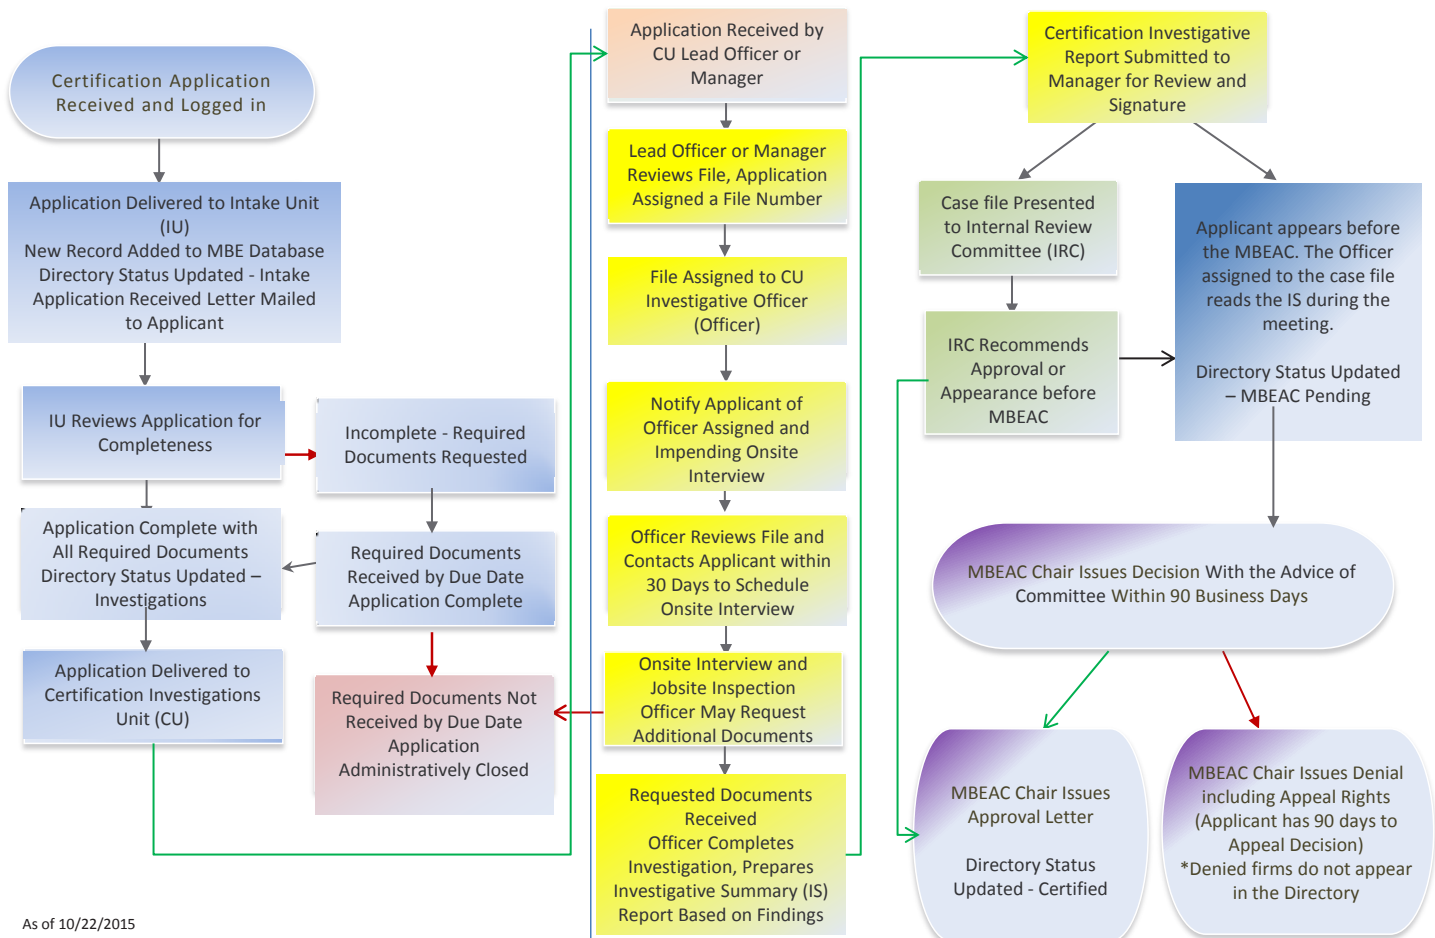 Certification Application
Received and Logged in
Application Delivered to Intake Unit
(IU)
New Record Added to MBE Database
Directory Status Updated - Intake
Application Received Letter Mailed
to Applicant
IU Reviews Application for
Completeness
Incomplete - Required
Documents Requested
Application Complete with
All Required Documents
Directory Status Updated –
Investigations
Required Documents
Received by Due Date
Application Complete
Application Delivered to
Certification Investigations
Unit (CU)
Required Documents Not
Received by Due Date
Application
Administratively Closed
As of 10/22/2015
Application Received by
CU Lead Officer or
Manager
Lead Officer or Manager
Reviews File, Application
Assigned a File Number
File Assigned to CU
Investigative Officer
(Officer)
Notify Applicant of
Officer Assigned and
Impending Onsite
Interview
Officer Reviews File and
Contacts Applicant within
30 Days to Schedule
Onsite Interview
Onsite Interview and
Jobsite Inspection
Officer May Request
Additional Documents
Requested Documents
Received
Officer Completes
Investigation, Prepares
Investigative Summary (IS)
Report Based on Findings
Certification Investigative
Report Submitted to
Manager for Review and
Signature
Case file Presented
to Internal Review
Committee (IRC)
IRC Recommends
Approval or
Appearance before
MBEAC
Applicant appears before
the MBEAC. The Officer
assigned to the case file
reads the IS during the
meeting.
Directory Status Updated
– MBEAC Pending
MBEAC Chair Issues Decision With the Advice of
Committee Within 90 Business Days
MBEAC Chair Issues
Approval Letter
Directory Status
Updated - Certified
MBEAC Chair Issues Denial
including Appeal Rights
(Applicant has 90 days to
Appeal Decision)
*Denied firms do not appear
in the Directory